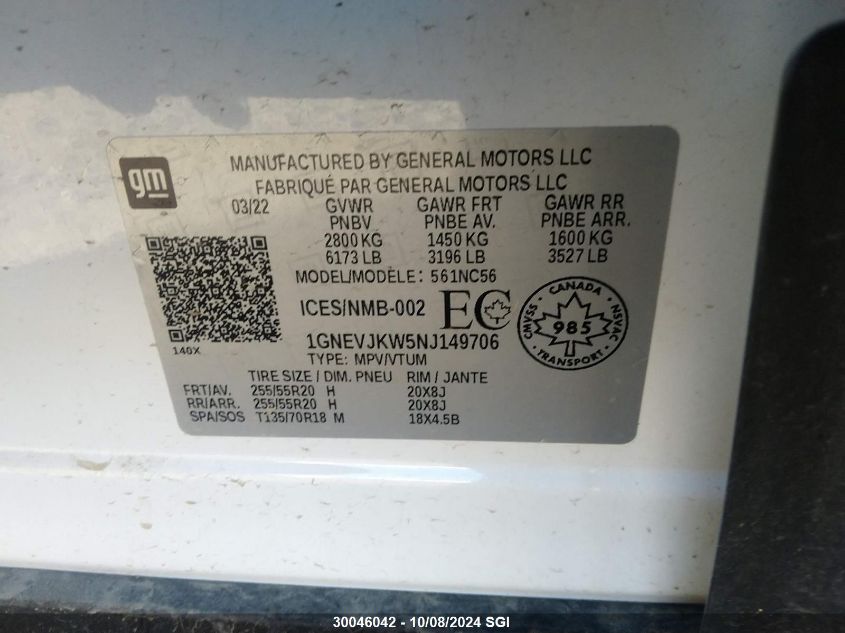 gm
MANUFACTURED BY GENERAL MOTORS LLC
FABRIQUÉ PAR GENERAL MOTORS LLC
03/22 GVWR GAWR FRT GAWR RR
PNBV PNBE AV. PNBE ARR.
2800 KG 1450 KG 1600 KG
6173 LB 3196 LB 3527 LB
MODEL/MODÈLE: 561NC56
ICES/NMB-002 EC
1GNEVJKW5NJ149706
140X
TYPE: MPV/VTUM
CANADA
CMVSS 985 NSVAC
TRANSPORT
TIRE SIZE / DIM. PNEU RIM / JANTE
FRT/AV. 255/55R20 H 20X8J
RR/ARR. 255/55R20 H 20X8J
SPA/SOS T135/70R18 M 18X4.5B
30046042 - 10/08/2024 SGI